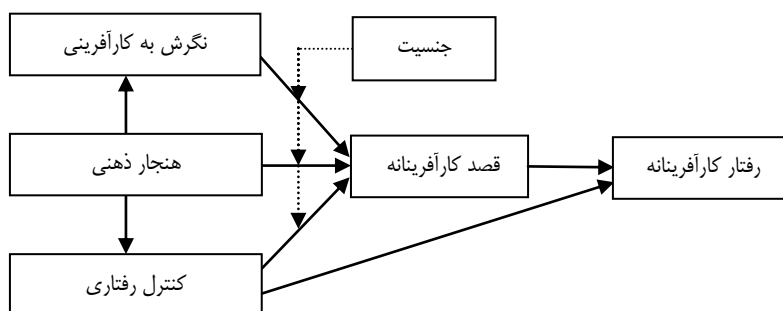 نگرش به کارآفرینی
جنسیت
هنجار ذهنی
قصد کارآفرینانه
رفتار کارآفرینانه
کنترل رفتاری